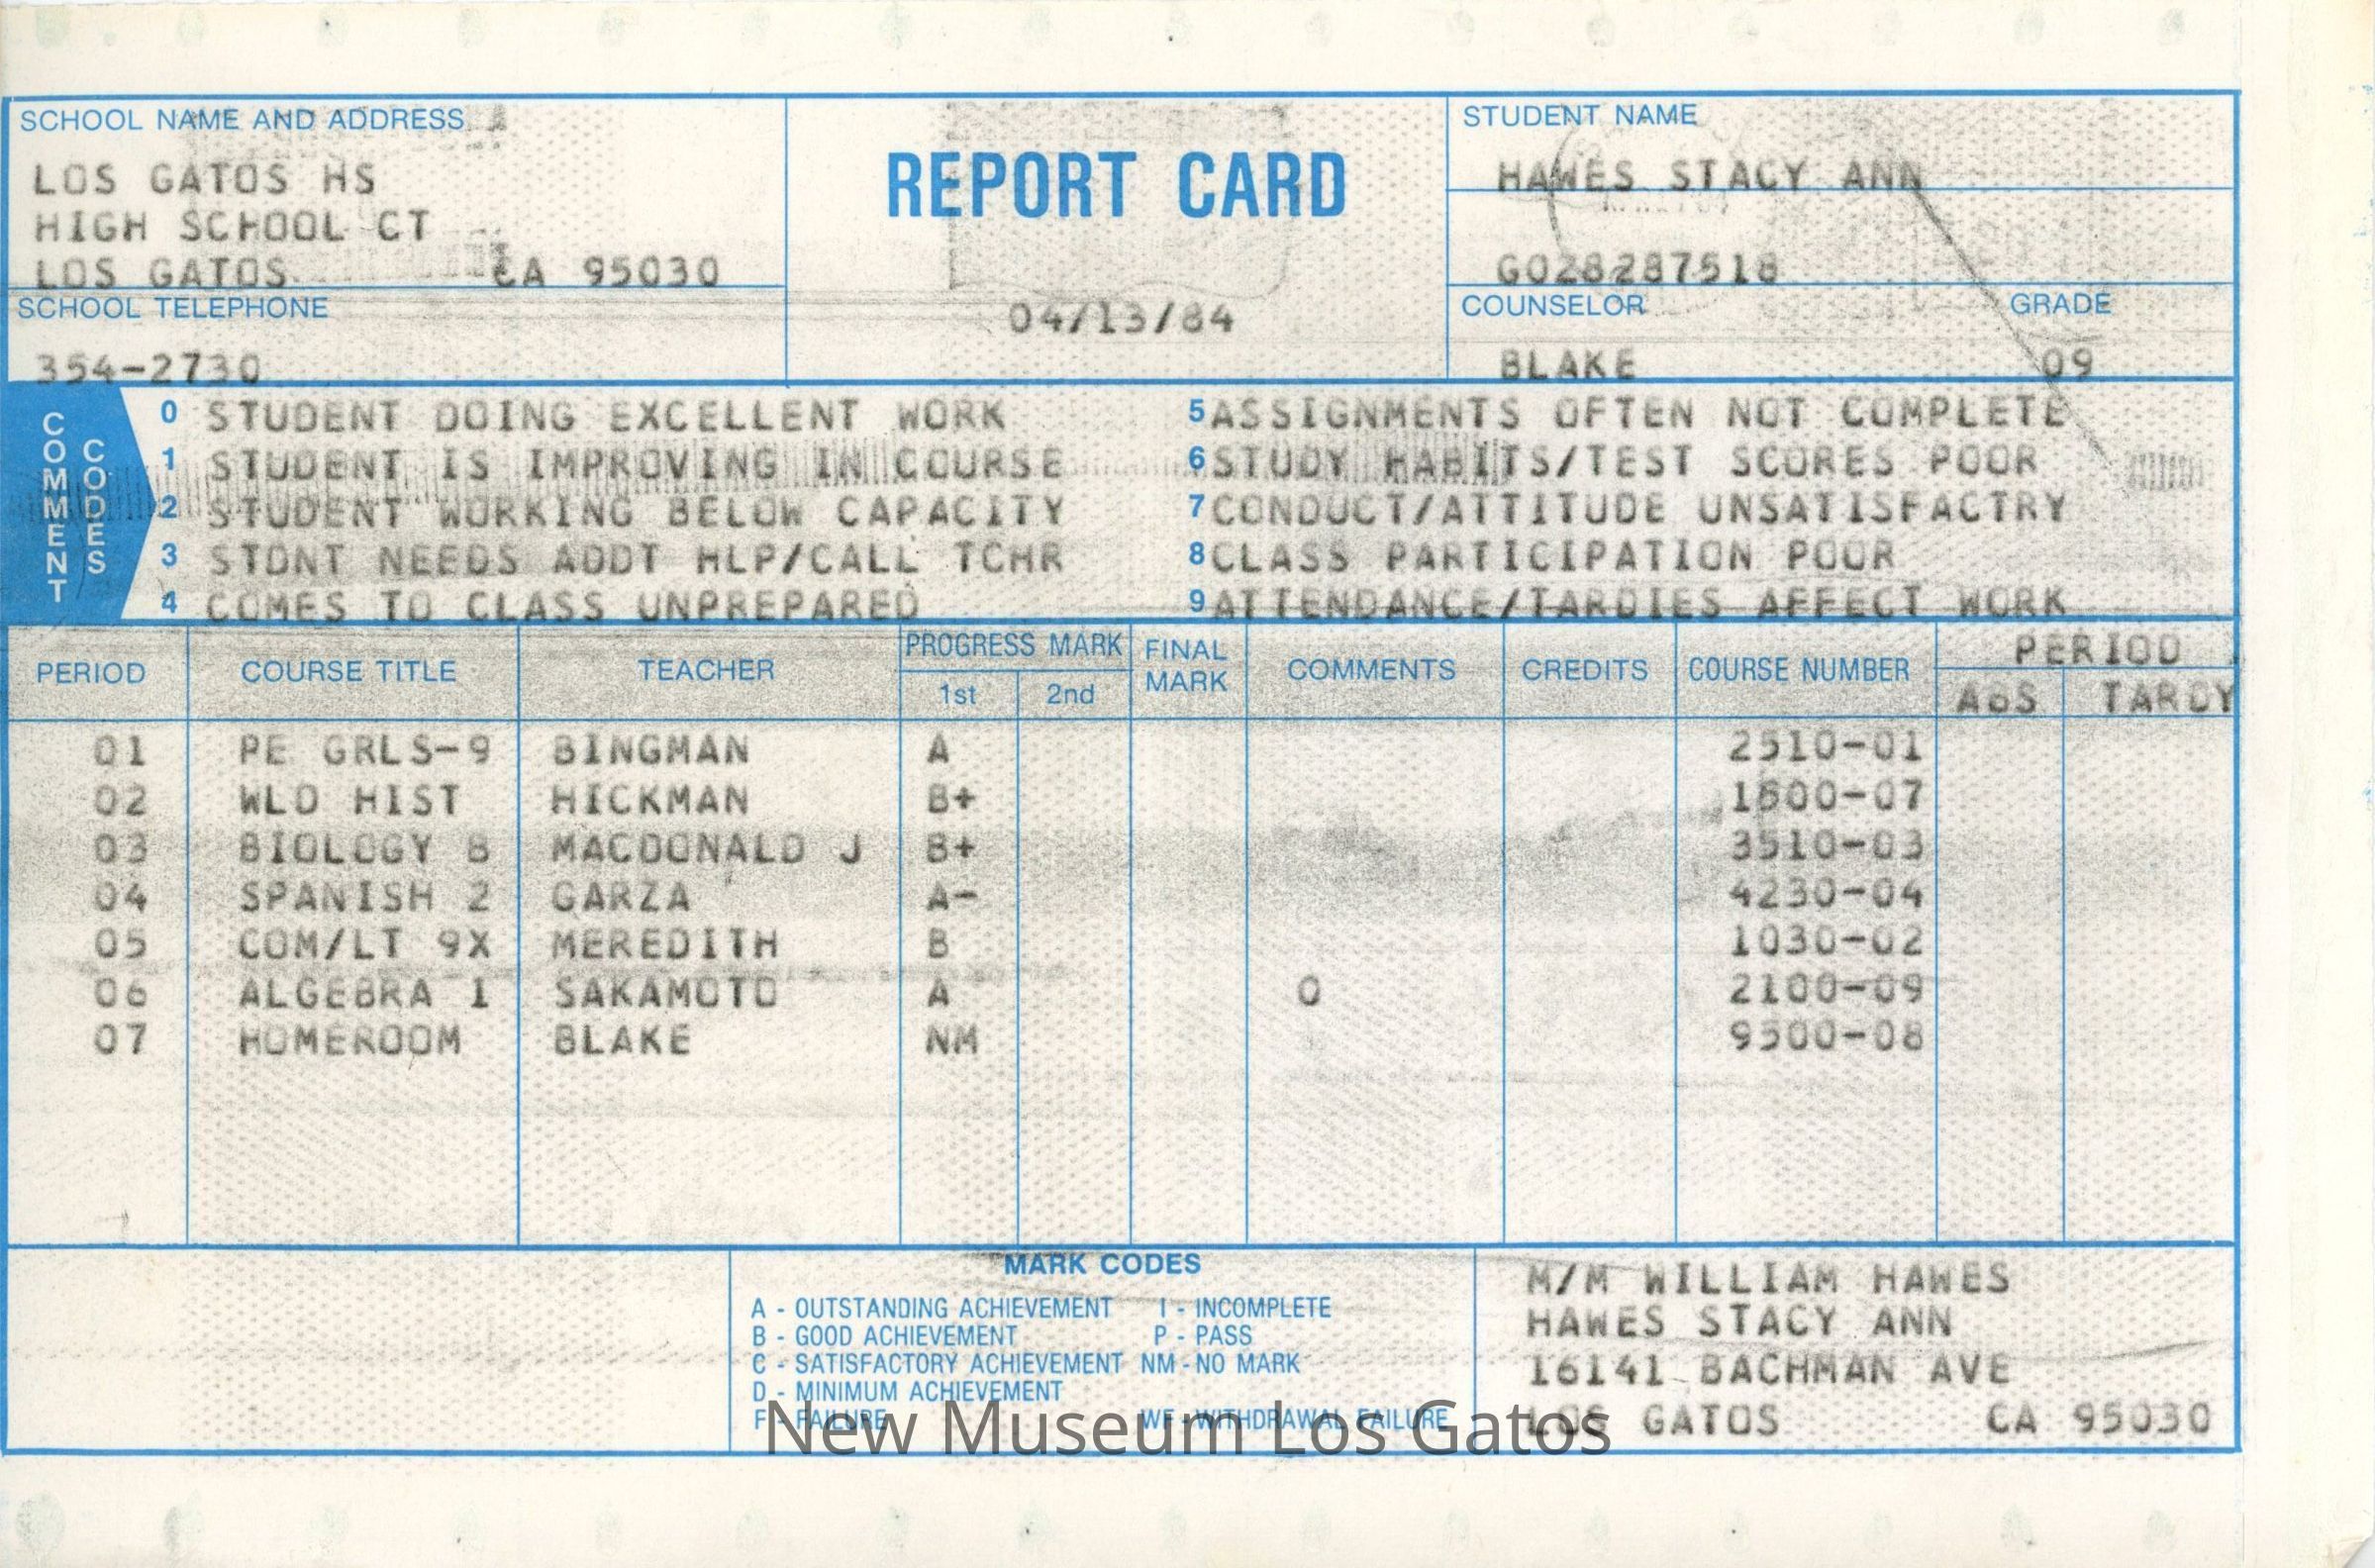 SCHOOL NAME AND ADDRESS
LOS GATOS HS
HIGH SCHOOL CT
LOS GATOS CA 95030
SCHOOL TELEPHONE
354-2730
REPORT CARD
04/13/84
STUDENT NAME
HAWES STACY ANN
G028287518
COUNSELOR GRADE
BLAKE 09
COMMENT CODES
0 STUDENT DOING EXCELLENT WORK
1 STUDENT IS IMPROVING IN COURSE
2 STUDENT WORKING BELOW CAPACITY
3 STDNT NEEDS ADDT HLP/CALL TCHR
4 COMES TO CLASS UNPREPARED
5 ASSIGNMENTS OFTEN NOT COMPLETE
6 STUDY HABITS/TEST SCORES POOR
7 CONDUCT/ATTITUDE UNSATISFACTRY
8 CLASS PARTICIPATION POOR
9 ATTENDANCE/TARDIES AFFECT WORK
PERIOD COURSE TITLE TEACHER PROGRESS MARK 1st 2nd FINAL MARK COMMENTS CREDITS COURSE NUMBER PERIOD ABS TARDY
01 PE GRLS-9 BINGMAN A 2510-01
02 WLD HIST HICKMAN B+ 1600-07
03 BIOLOGY B MACDONALD J B+ 3510-03
04 SPANISH 2 GARZA A- 4230-04
05 COM/LT 9X MEREDITH B 1030-02
06 ALGEBRA 1 SAKAMOTO A 0 2100-09
07 HOMEROOM BLAKE NM 9500-08
MARK CODES
A - OUTSTANDING ACHIEVEMENT I - INCOMPLETE
B - GOOD ACHIEVEMENT P - PASS
C - SATISFACTORY ACHIEVEMENT NM - NO MARK
D - MINIMUM ACHIEVEMENT
F - FAILURE WF - WITHDRAWAL FAILURE
M/M WILLIAM HAWES
HAWES STACY ANN
16141 BACHMAN AVE
LOS GATOS CA 95030
New Museum Los Gatos